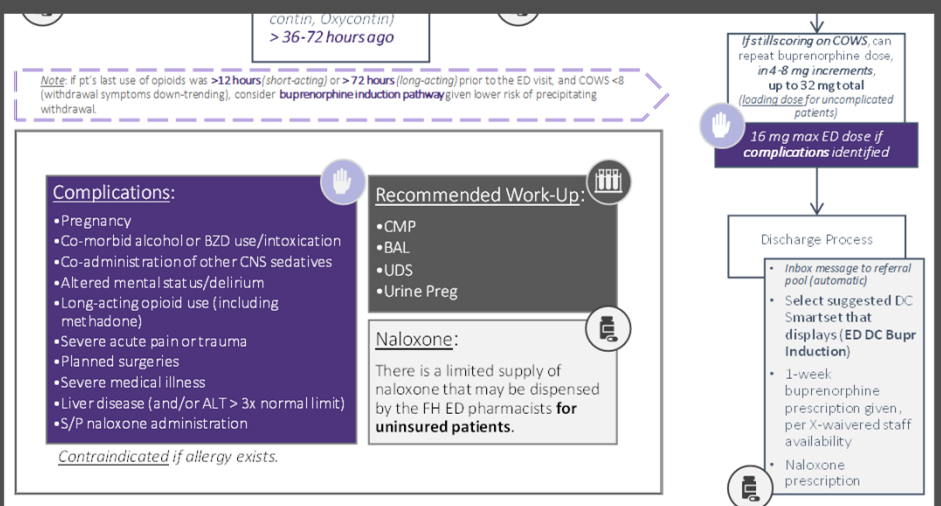 contin, Oxycontin)
> 36-72 hours ago
Note: if pt's last use of opioids was >12 hours (short-acting) or > 72 hours (long-acting) prior to the ED visit, and COWS <8
(withdrawal symptoms down-trending), consider buprenorphine induction pathway given lower risk of precipitating
withdrawal.
Complications:
•Pregnancy
•Co-morbid alcohol or BZD use/intoxication
•Co-administration of other CNS sedatives
•Altered mental status/delirium
•Long-acting opioid use (including
methadone)
•Severe acute pain or trauma
•Planned surgeries
•Severe medical illness
•Liver disease (and/or ALT > 3x normal limit)
•S/P naloxone administration
Contraindicated if allergy exists.
Recommended Work-Up:
•CMP
•BAL
•UDS
•Urine Preg
Naloxone:
There is a limited supply of
naloxone that may be dispensed
by the FH ED pharmacists for
uninsured patients.
If still scoring on COWS, can
repeat buprenorphine dose,
in 4-8 mg increments,
up to 32 mg total
(loading dose for uncomplicated
patients)
16 mg max ED dose if
complications identified
Discharge Process
• Inbox message to referral
pool (automatic)
• Select suggested DC
Smartset that
displays (ED DC Bupr
Induction)
• 1-week
buprenorphine
prescription given,
per X-waivered staff
availability
• Naloxone
prescription